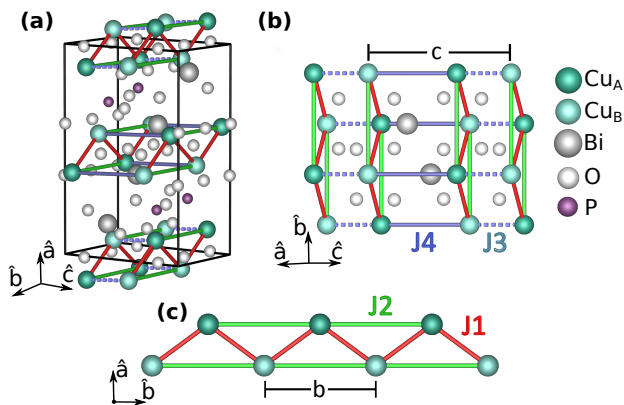 (a)
â
b̂
ĉ
(b)
c
J4
J3
b̂
â
ĉ
Cu_A
Cu_B
Bi
O
P
(c)
J2
J1
b
â
b̂